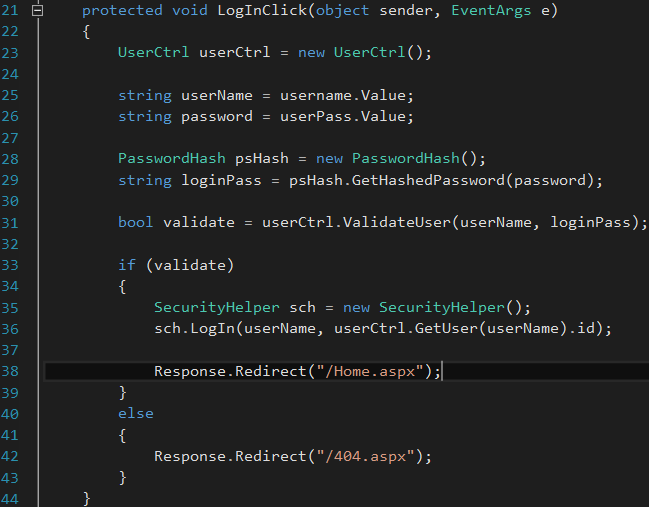 21 protected void LogInClick(object sender, EventArgs e)
22 {
23 UserCtrl userCtrl = new UserCtrl();
24
25 string userName = username.Value;
26 string password = userPass.Value;
27
28 PasswordHash psHash = new PasswordHash();
29 string loginPass = psHash.GetHashedPassword(password);
30
31 bool validate = userCtrl.ValidateUser(userName, loginPass);
32
33 if (validate)
34 {
35 SecurityHelper sch = new SecurityHelper();
36 sch.LogIn(userName, userCtrl.GetUser(userName).id);
37
38 Response.Redirect("/Home.aspx");
39 }
40 else
41 {
42 Response.Redirect("/404.aspx");
43 }
44 }